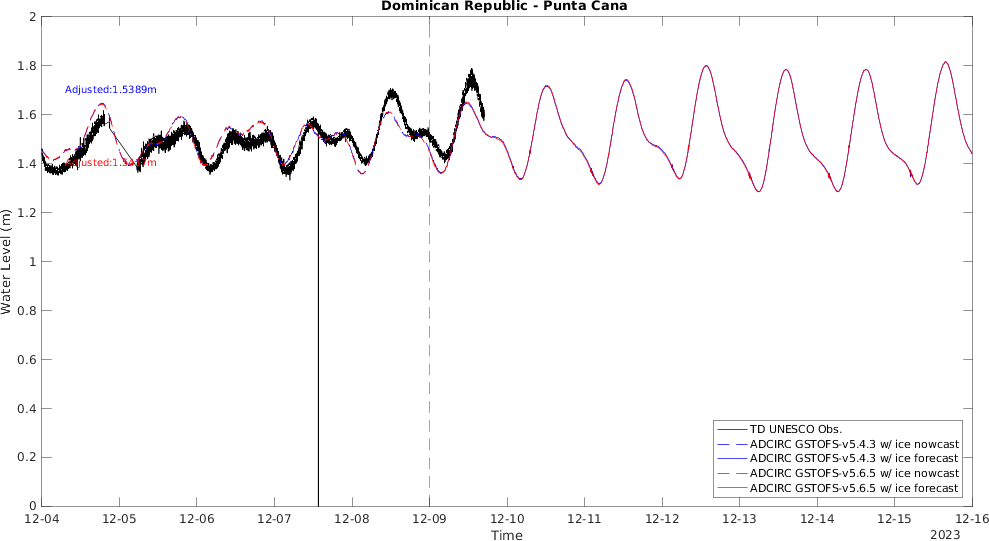 Dominican Republic - Punta Cana
2
1.8
1.6
1.4
1.2
1
0.8
0.6
0.4
0.2
0
Water Level (m)
Adjusted:1.5389m
TD UNESCO Obs.
ADCIRC GSTOFS-v5.4.3 w/ ice nowcast
ADCIRC GSTOFS-v5.4.3 w/ ice forecast
ADCIRC GSTOFS-v5.6.5 w/ ice nowcast
ADCIRC GSTOFS-v5.6.5 w/ ice forecast
12-04 12-05 12-06 12-07 12-08 12-09 12-10 12-11 12-12 12-13 12-14 12-15 12-16
Time
2023